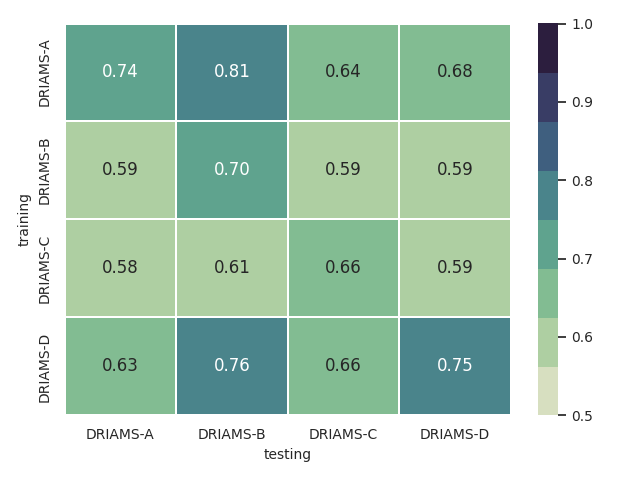 DRIAMS-A 0.74 0.81 0.64 0.68
DRIAMS-B 0.59 0.70 0.59 0.59
DRIAMS-C 0.58 0.61 0.66 0.59
DRIAMS-D 0.63 0.76 0.66 0.75
training
DRIAMS-A DRIAMS-B DRIAMS-C DRIAMS-D
testing
1.0
0.9
0.8
0.7
0.6
0.5